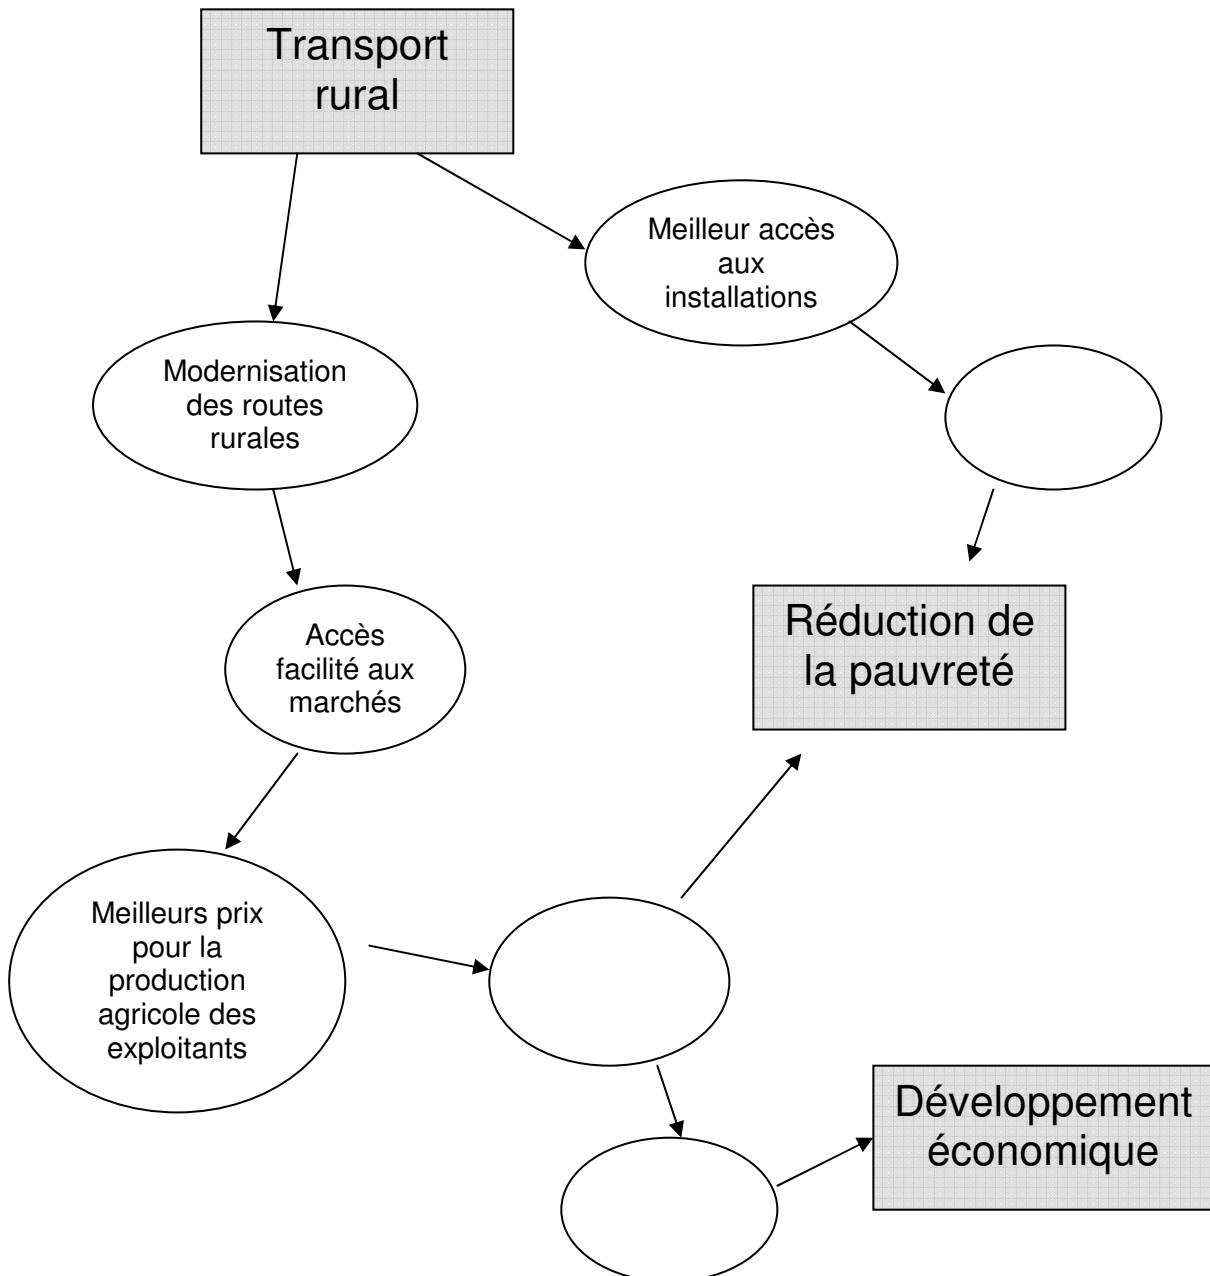 Transport
rural
Meilleur accès
aux
installations
Modernisation
des routes
rurales
Accès
facilité aux
marchés
Réduction de
la pauvreté
Meilleurs prix
pour la
production
agricole des
exploitants
Développement
économique